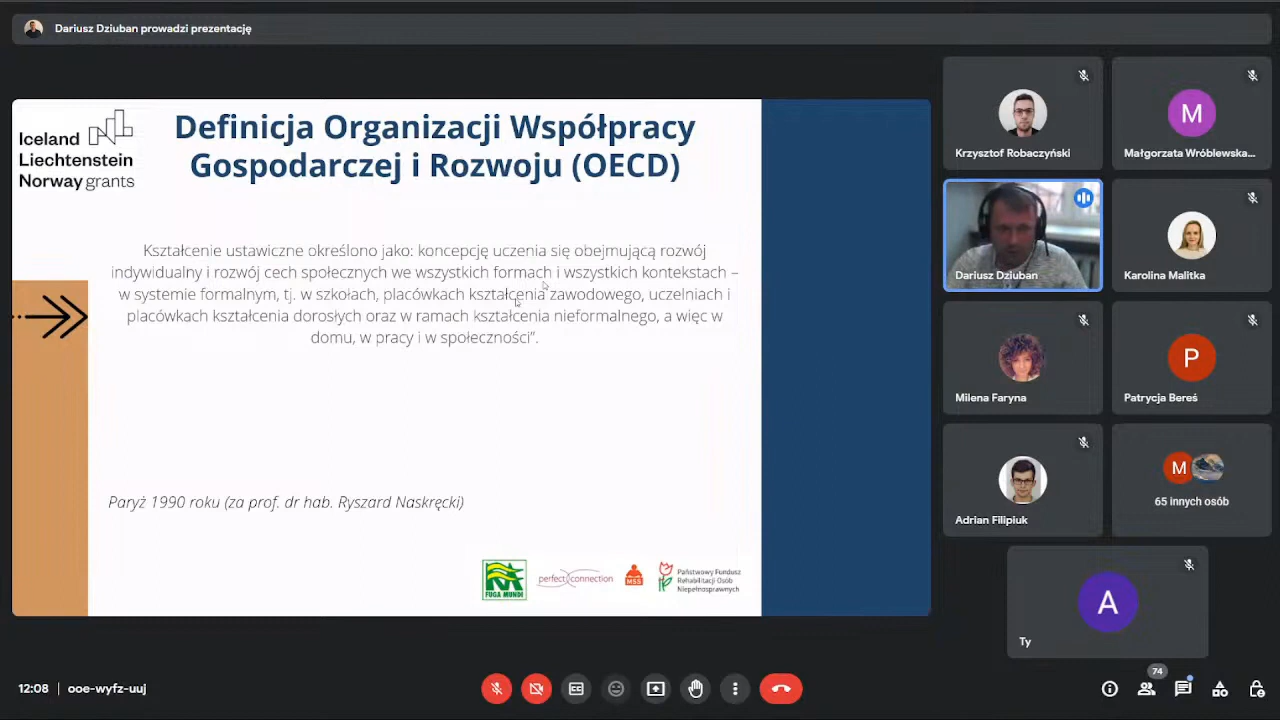 Dariusz Dziuban prowadzi prezentację
Iceland
Liechtenstein
Norway grants
Definicja Organizacji Współpracy
Gospodarczej i Rozwoju (OECD)
Kształcenie ustawiczne określono jako: koncepcję uczenia się obejmującą rozwój
indywidualny i rozwój cech społecznych we wszystkich formach i wszystkich kontekstach –
w systemie formalnym, tj. w szkołach, placówkach kształcenia zawodowego, uczelniach i
placówkach kształcenia dorosłych oraz w ramach kształcenia nieformalnego, a więc w
domu, w pracy i w społeczności”.
Paryż 1990 roku (za prof. dr hab. Ryszard Naskręcki)
FUGA MUNDI
perfect connection
MSS
Państwowy Fundusz
Rehabilitacji Osób
Niepełnosprawnych
Krzysztof Robaczyński
M
Małgorzata Wróblewska...
Dariusz Dziuban
Karolina Malitka
Milena Faryna
P
Patrycja Bereś
Adrian Filipiuk
M
65 innych osób
A
Ty
12:08 | ooe-wyfz-uuj
74